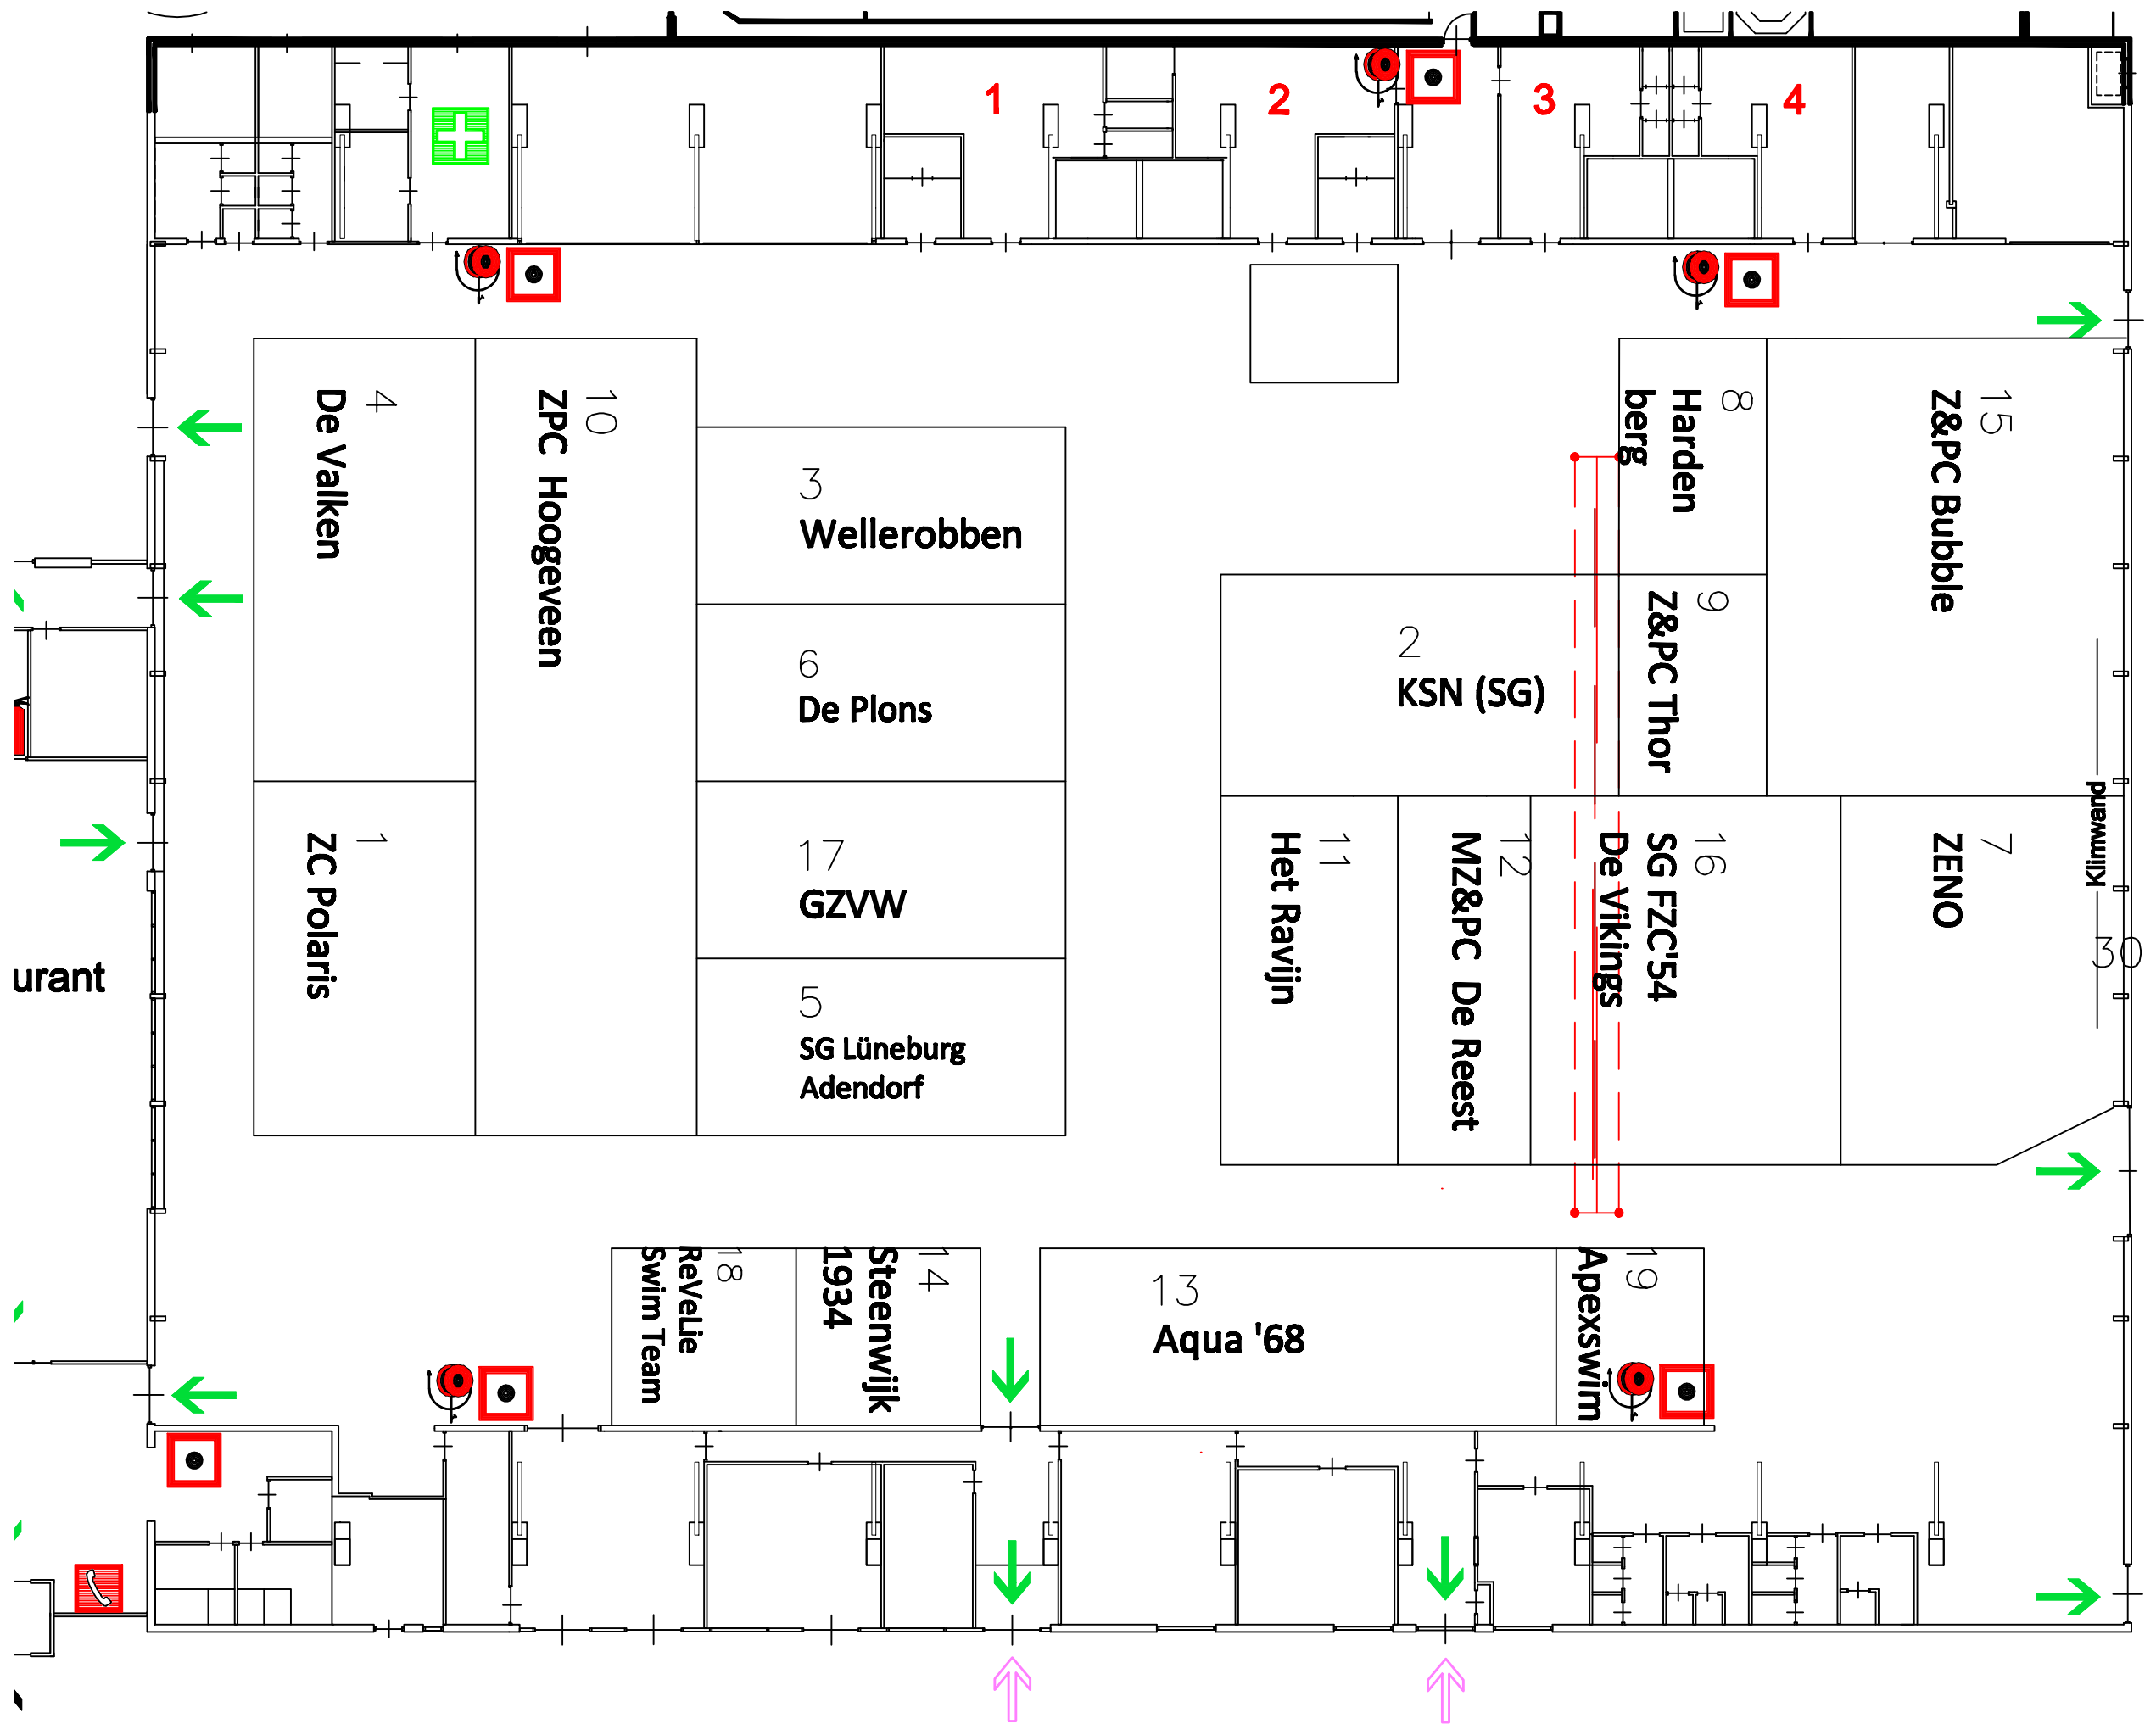 1
2
3
4
4
De Valken
10
ZPC Hoogeveen
3
Wellerobben
8
Harden
berg
15
Z&PC Bubble
6
De Plons
2
KSN (SG)
9
Z&PC Thor
1
ZC Polaris
17
GZVW
11
Het Ravijn
12
MZ&PC De Reest
16
SG FZC'54
De Vikings
7
ZENO
Klimwand
30
urant
5
SG Lüneburg
Adendorf
18
ReVeLie
Swim Team
14
Steenwijk
1934
13
Aqua '68
19
Apexswim